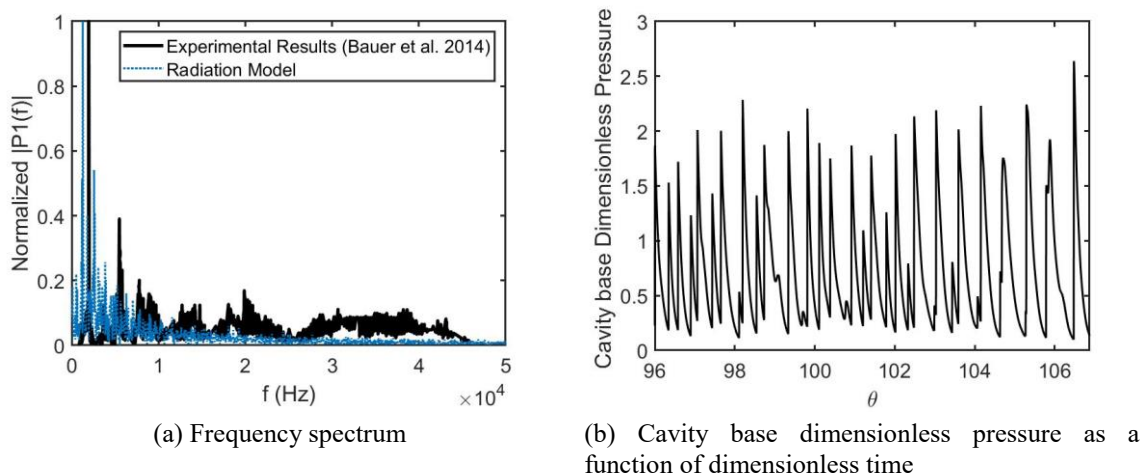 1
0.8
0.6
0.4
0.2
0
Normalized |P1(f)|
Experimental Results (Bauer et al. 2014)
Radiation Model
0 1 2 3 4 5
f (Hz)
×10⁴
(a) Frequency spectrum
3
2.5
2
1.5
1
0.5
0
Cavity base Dimensionless Pressure
96 98 100 102 104 106
θ
(b) Cavity base dimensionless pressure as a
function of dimensionless time